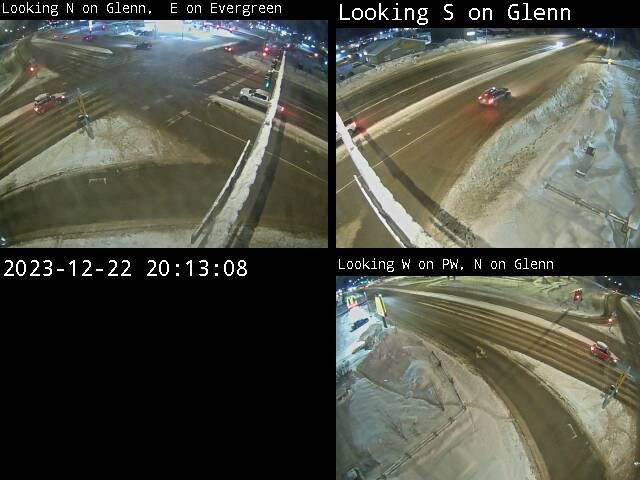 Looking N on Glenn,  E on Evergreen
Looking S on Glenn
2023-12-22 20:13:08
Looking W on PW, N on Glenn